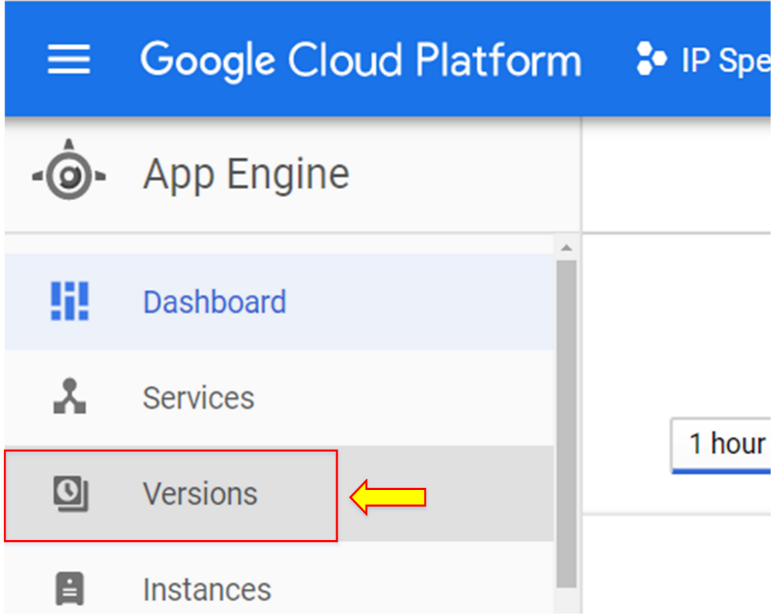 Google Cloud Platform IP Spe
App Engine
Dashboard
Services
1 hour
Versions
Instances